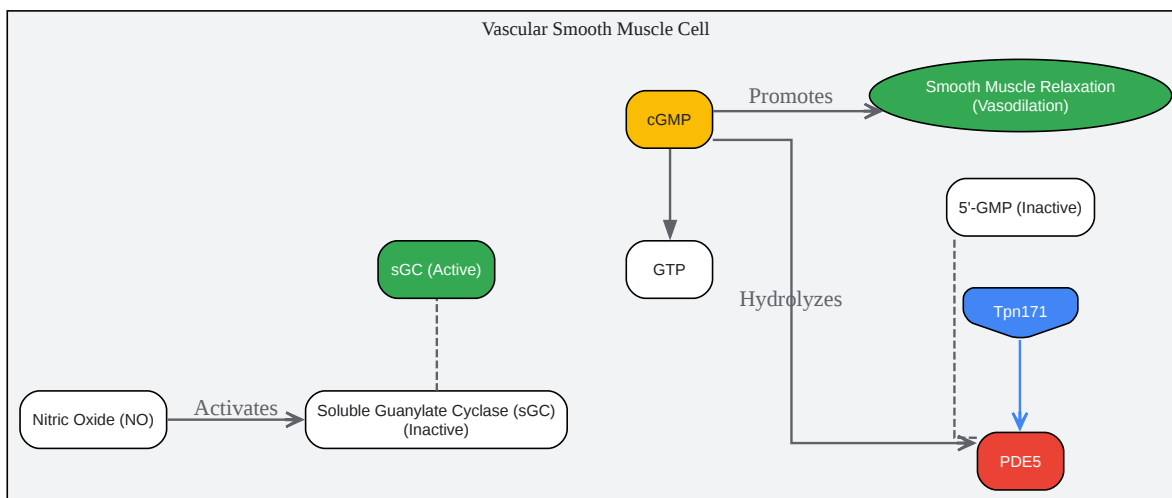 Vascular Smooth Muscle Cell
Smooth Muscle Relaxation
(Vasodilation)
Promotes
cGMP
5'-GMP (Inactive)
sGC (Active)
GTP
Hydrolyzes
Tpn171
Nitric Oxide (NO)
Activates
Soluble Guanylate Cyclase (sGC)
(Inactive)
PDE5